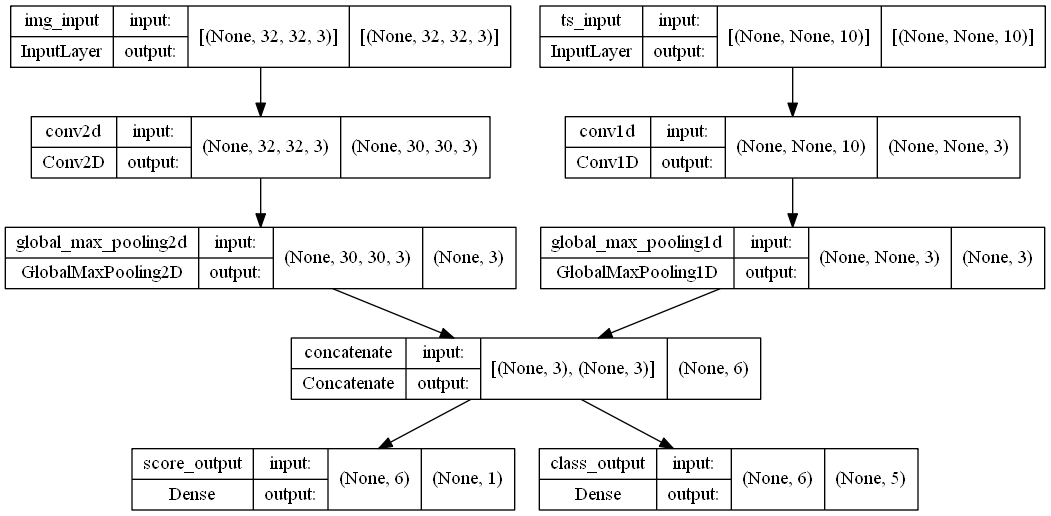 img_input input: [(None, 32, 32, 3)] [(None, 32, 32, 3)]
InputLayer output:
ts_input input: [(None, None, 10)] [(None, None, 10)]
InputLayer output:
conv2d input: (None, 32, 32, 3) (None, 30, 30, 3)
Conv2D output:
conv1d input: (None, None, 10) (None, None, 3)
Conv1D output:
global_max_pooling2d input: (None, 30, 30, 3) (None, 3)
GlobalMaxPooling2D output:
global_max_pooling1d input: (None, None, 3) (None, 3)
GlobalMaxPooling1D output:
concatenate input: [(None, 3), (None, 3)] (None, 6)
Concatenate output:
score_output input: (None, 6) (None, 1)
Dense output:
class_output input: (None, 6) (None, 5)
Dense output: